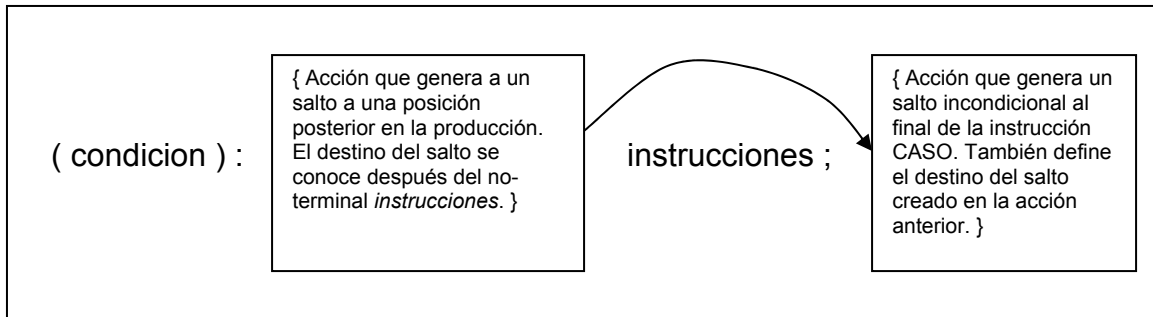 ( condicion ) :
{ Acción que genera a un
salto a una posición
posterior en la producción.
El destino del salto se
conoce después del no-
terminal instrucciones. }
instrucciones ;
{ Acción que genera un
salto incondicional al
final de la instrucción
CASO. También define
el destino del salto
creado en la acción
anterior. }